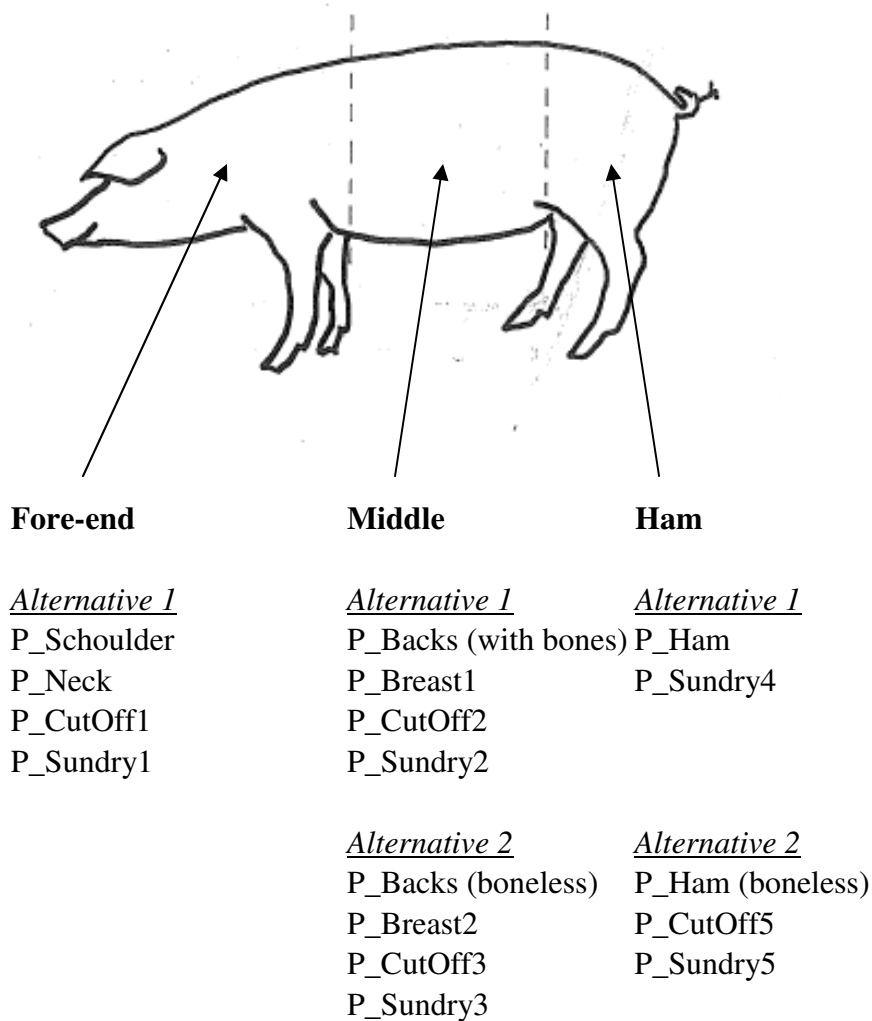 Fore-end Middle Ham
Alternative 1 Alternative 1 Alternative 1
P_Schoulder P_Backs (with bones) P_Ham
P_Neck P_Breast1 P_Sundry4
P_CutOff1 P_CutOff2
P_Sundry1 P_Sundry2
Alternative 2 Alternative 2
P_Backs (boneless) P_Ham (boneless)
P_Breast2 P_CutOff5
P_CutOff3 P_Sundry5
P_Sundry3